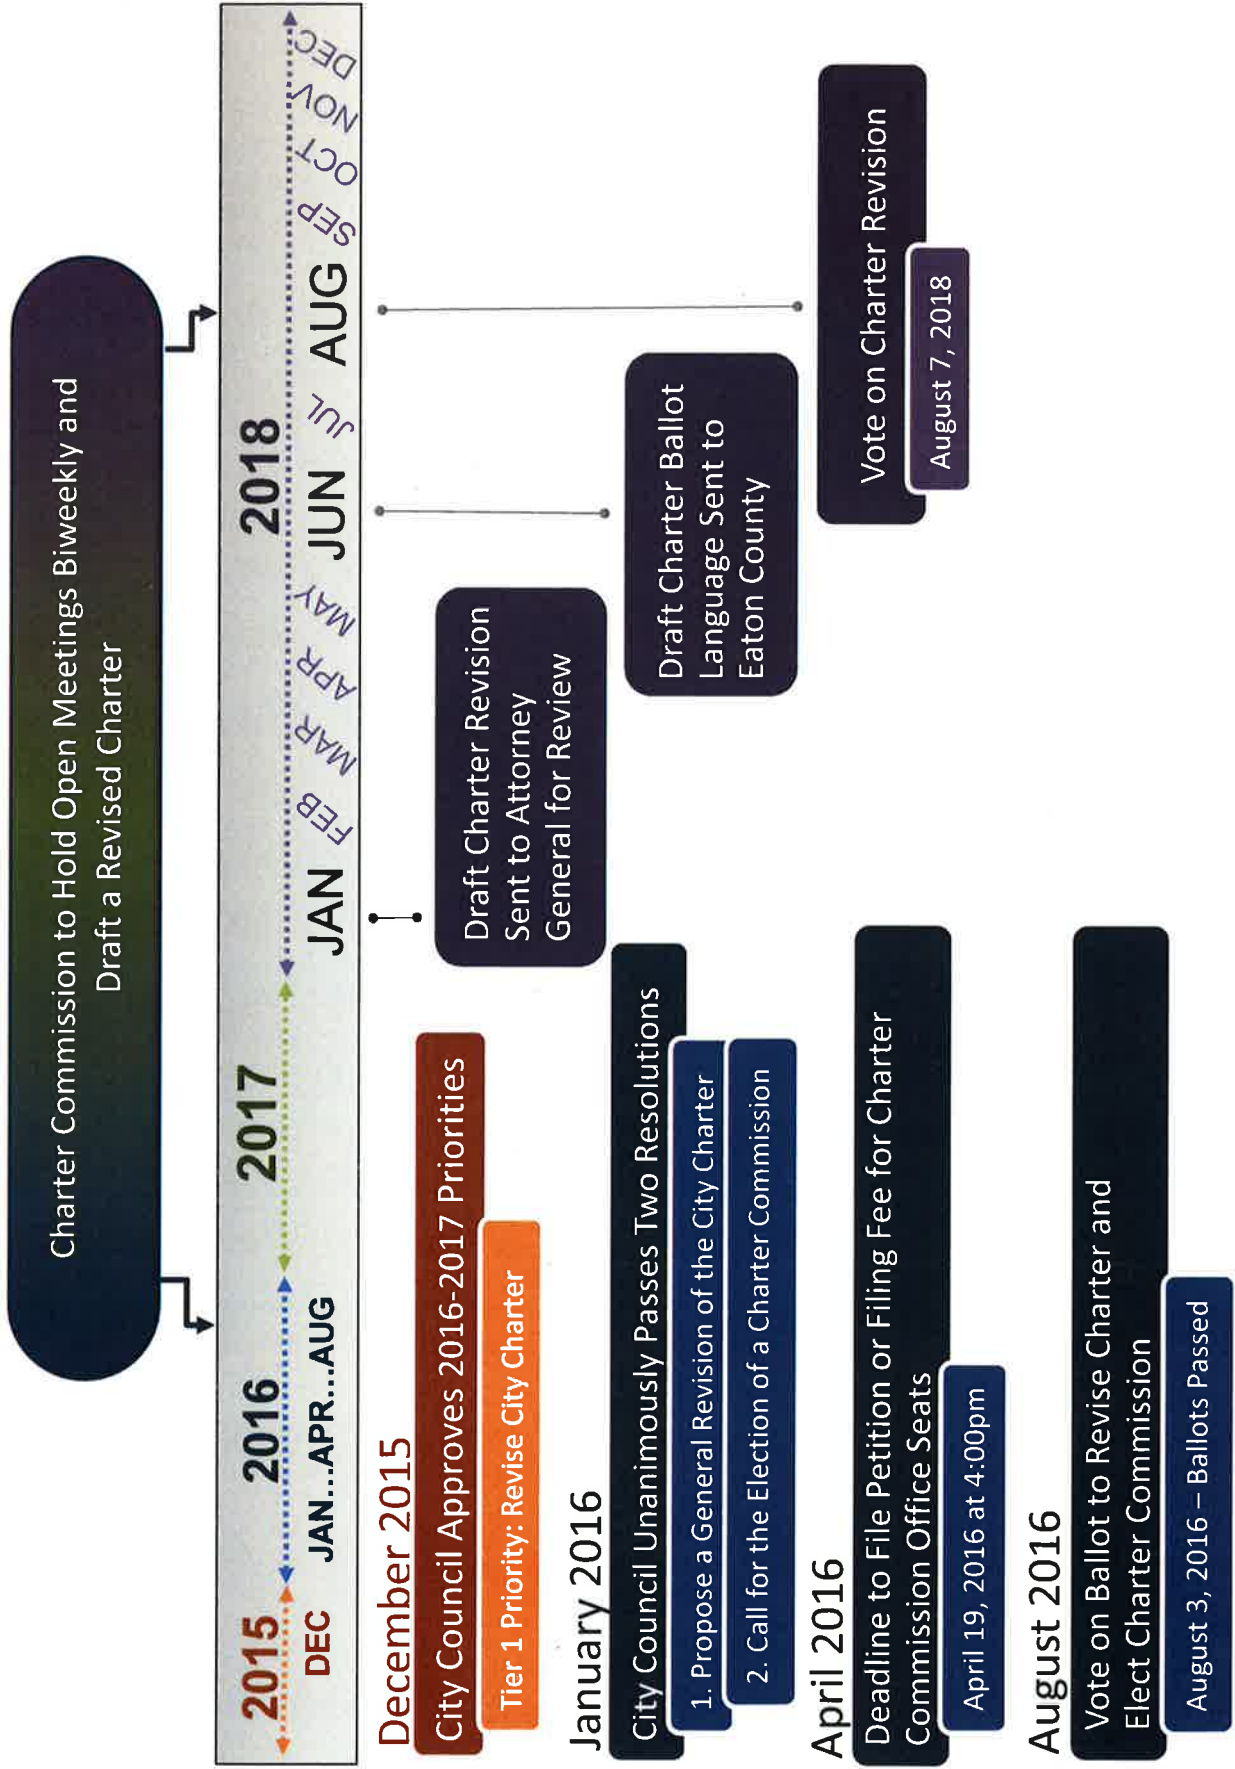 Charter Commission to Hold Open Meetings Biweekly and
Draft a Revised Charter
2015
2016
2017
2018
DEC
JAN...APR...AUG
JAN
FEB
MAR
APR
MAY
JUN
JUL
AUG
SEP
OCT
NOV
DEC
December 2015
City Council Approves 2016-2017 Priorities
Tier 1 Priority: Revise City Charter
January 2016
City Council Unanimously Passes Two Resolutions
1. Propose a General Revision of the City Charter
2. Call for the Election of a Charter Commission
April 2016
Deadline to File Petition or Filing Fee for Charter
Commission Office Seats
April 19, 2016 at 4:00pm
August 2016
Vote on Ballot to Revise Charter and
Elect Charter Commission
August 3, 2016 – Ballots Passed
Draft Charter Revision
Sent to Attorney
General for Review
Draft Charter Ballot
Language Sent to
Eaton County
Vote on Charter Revision
August 7, 2018